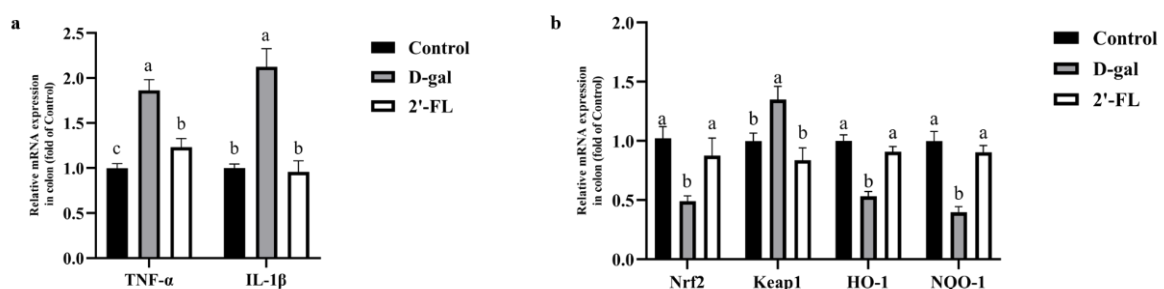 a
Relative mRNA expression
in colon (fold of Control)
2.5
2.0
1.5
1.0
0.5
0.0
c
a
b
b
a
b
TNF-α
IL-1β
Control
D-gal
2'-FL
b
Relative mRNA expression
in colon (fold of Control)
2.0
1.5
1.0
0.5
0.0
a
b
a
b
a
b
a
b
a
a
b
a
Nrf2
Keap1
HO-1
NQO-1
Control
D-gal
2'-FL